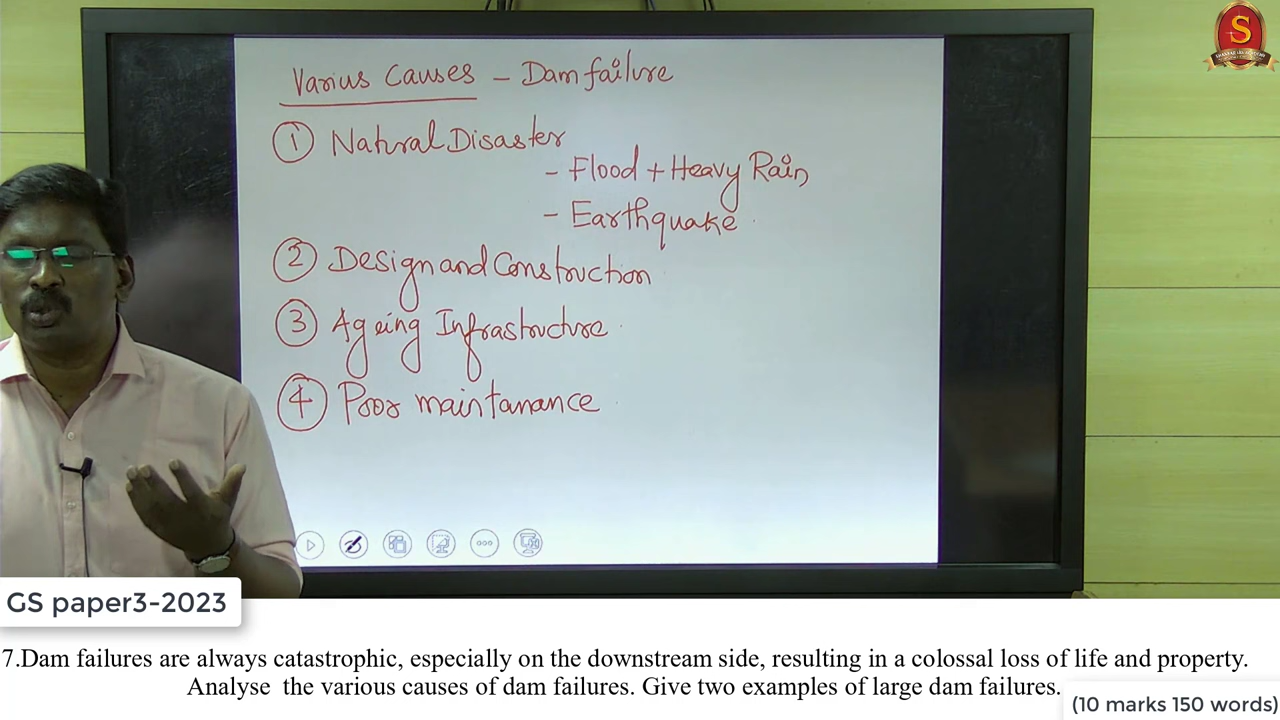 S
Varius Causes - Dam failure
① Natural Disaster
- Flood + Heavy Rain
- Earthquake
② Design and Construction
③ Ageing Infrastructure
④ Poor maintanance
GS paper3-2023
7.Dam failures are always catastrophic, especially on the downstream side, resulting in a colossal loss of life and property.
Analyse the various causes of dam failures. Give two examples of large dam failures.
(10 marks 150 words)